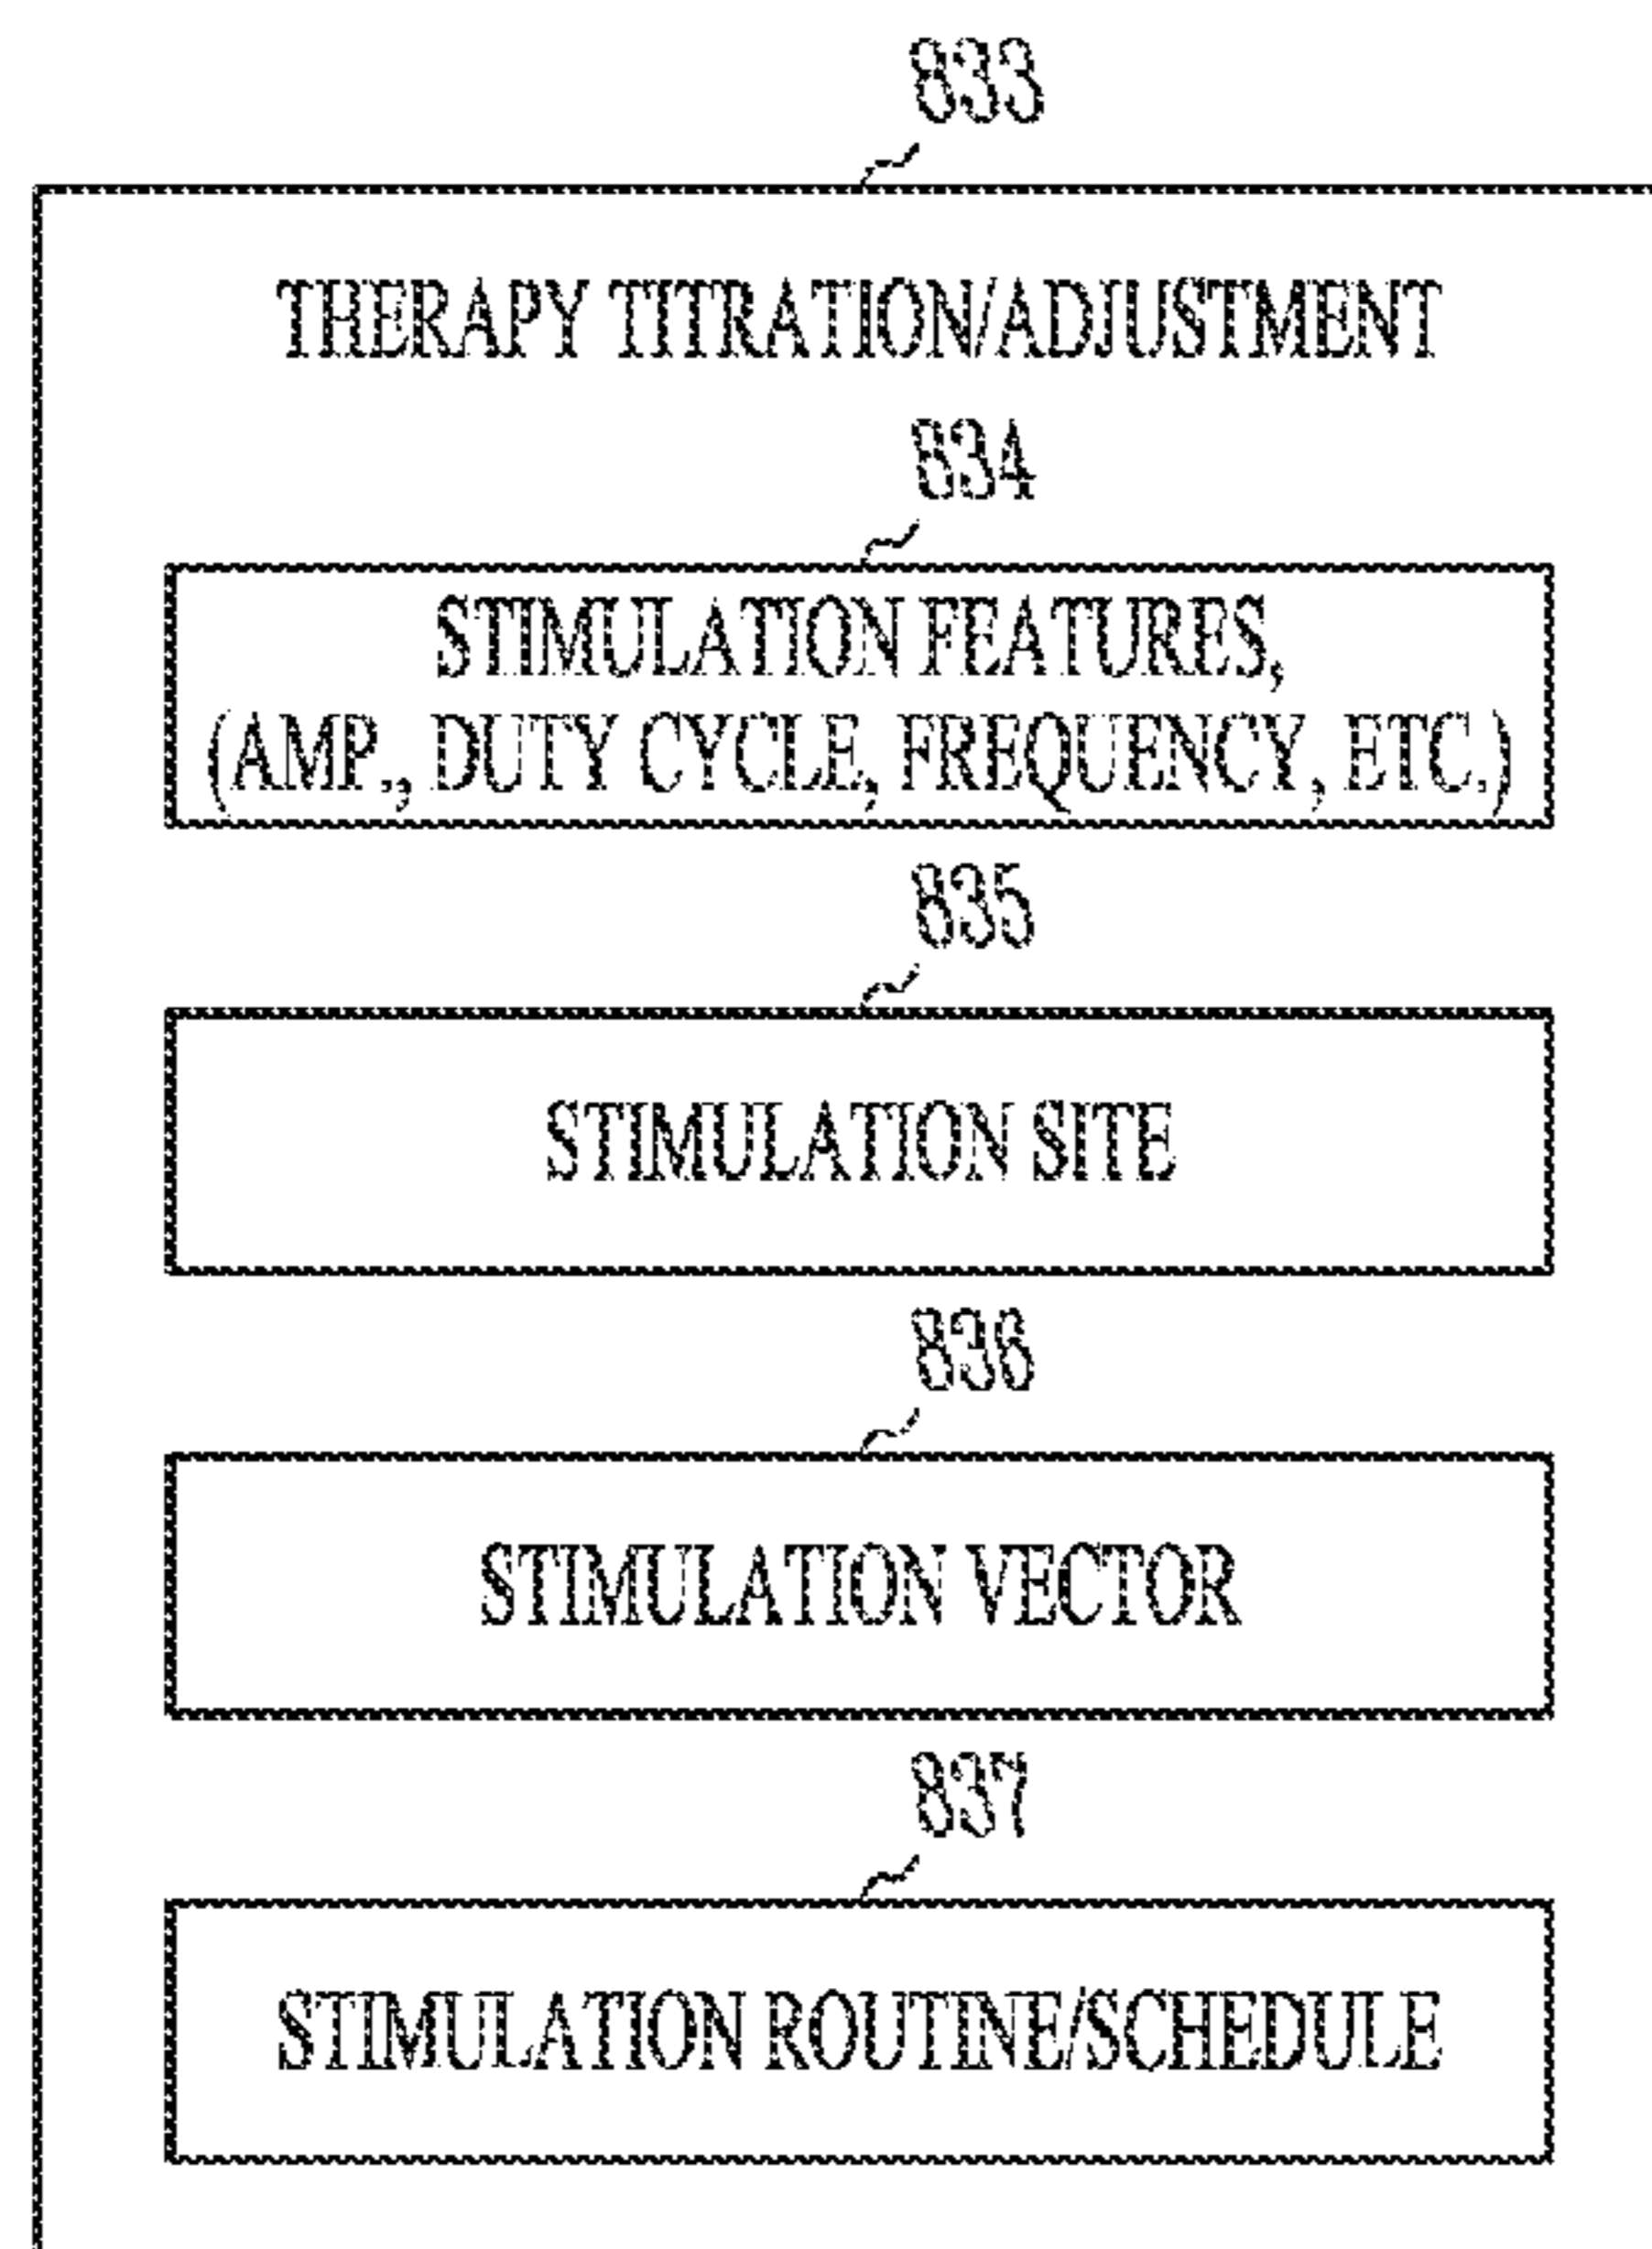 833
THERAPY TITRATION/ADJUSTMENT
834
STIMULATION FEATURES,
(AMP., DUTY CYCLE, FREQUENCY, ETC.)
835
STIMULATION SITE
836
STIMULATION VECTOR
837
STIMULATION ROUTINE/SCHEDULE